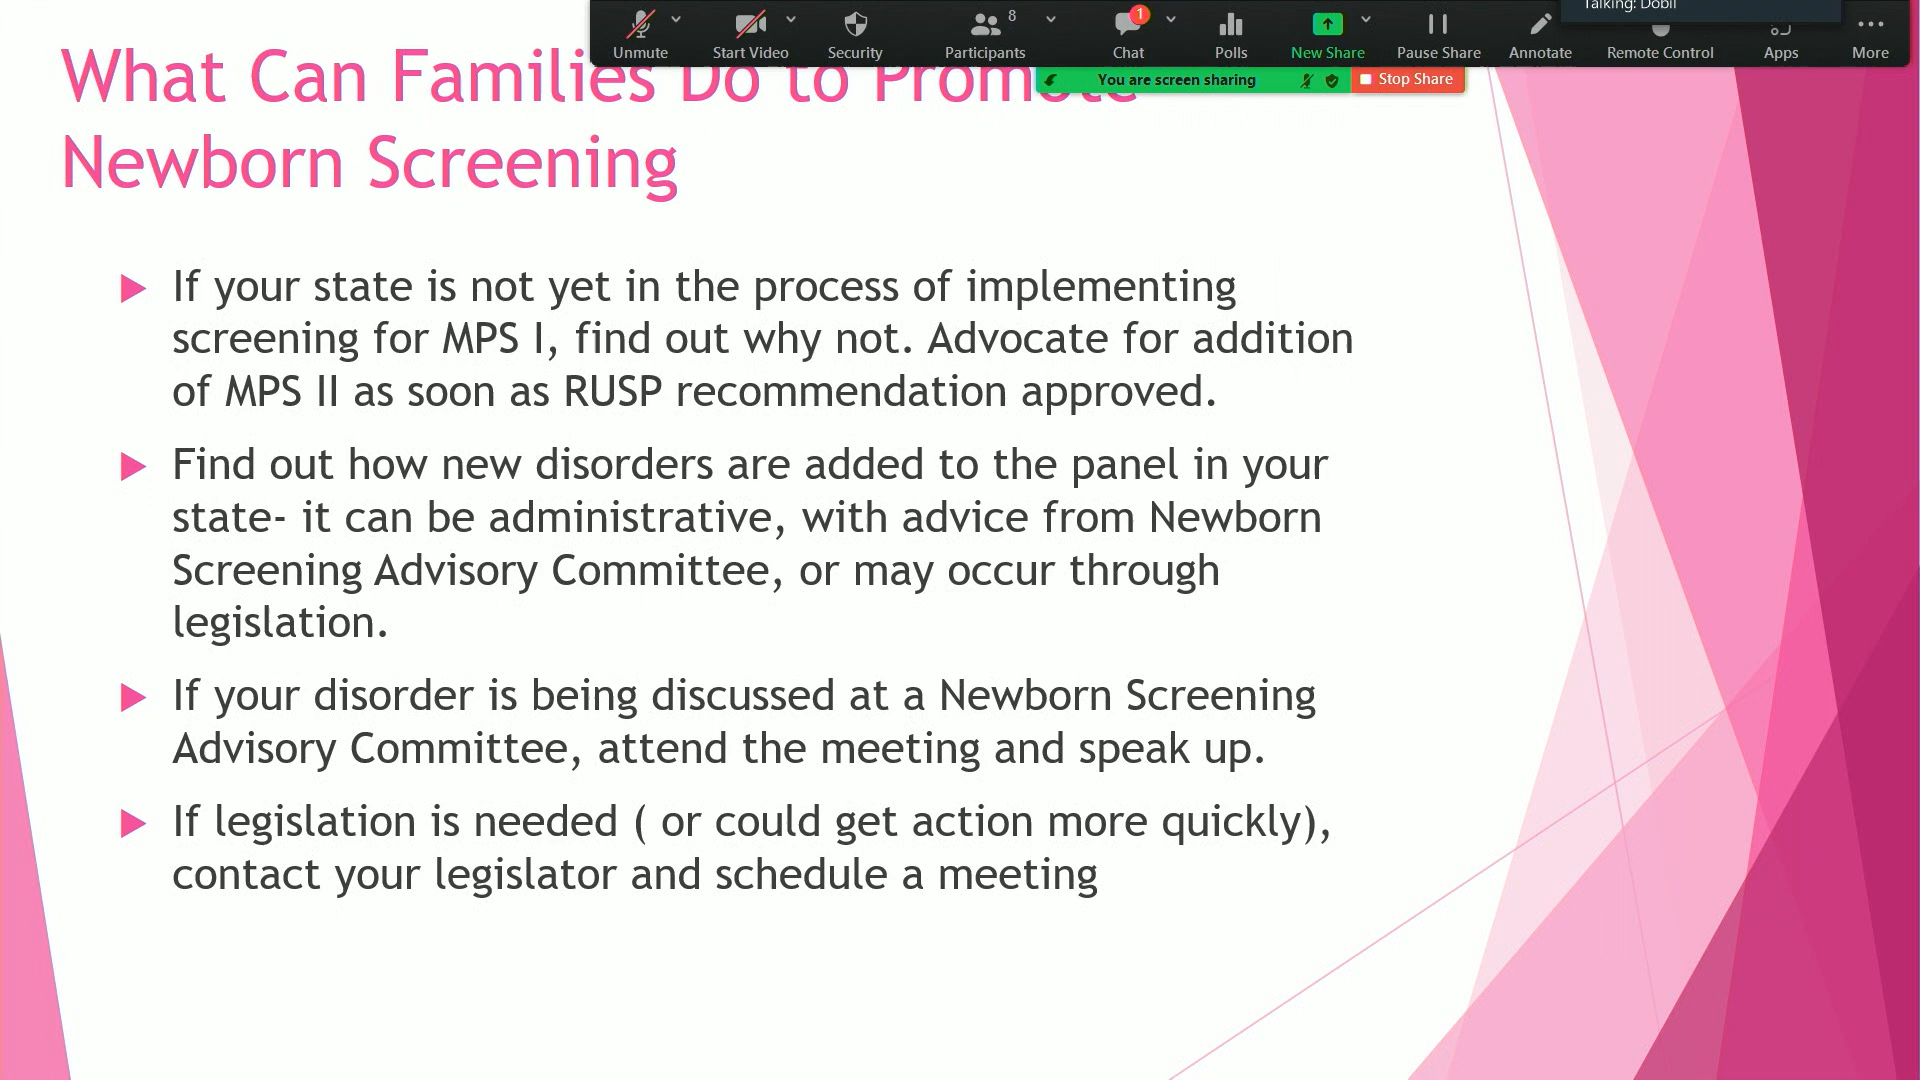 Talking: Dobii
8
1
Unmute Start Video Security Participants Chat Polls New Share Pause Share Annotate Remote Control Apps More
You are screen sharing Stop Share
What Can Families Do to Promote
Newborn Screening
If your state is not yet in the process of implementing
screening for MPS I, find out why not. Advocate for addition
of MPS II as soon as RUSP recommendation approved.
Find out how new disorders are added to the panel in your
state- it can be administrative, with advice from Newborn
Screening Advisory Committee, or may occur through
legislation.
If your disorder is being discussed at a Newborn Screening
Advisory Committee, attend the meeting and speak up.
If legislation is needed ( or could get action more quickly),
contact your legislator and schedule a meeting